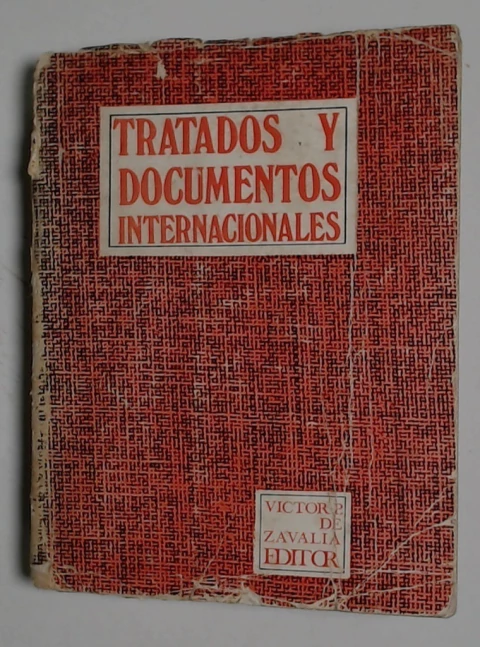 TRATADOS Y
DOCUMENTOS
INTERNACIONALES
VICTOR P.
DE
ZAVALIA
EDITOR